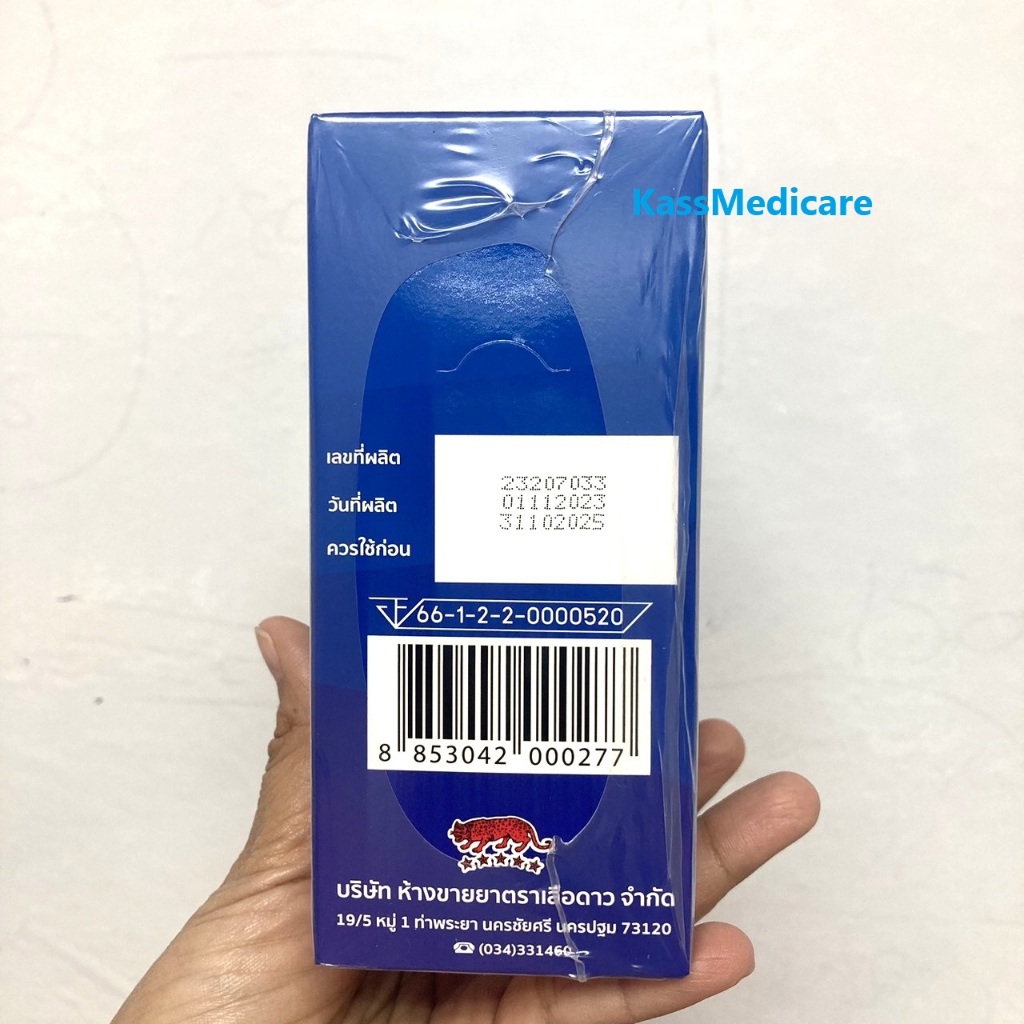 KassMedicare
เลขที่ผลิต 23207033
วันที่ผลิต 01112023
ควรใช้ก่อน 31102025
66-1-2-2-0000520
8 853042 000277
บริษัท ห้างขายยาตราเสือดาว จำกัด
19/5 หมู่ 1 ท่าพระยา นครชัยศรี นครปฐม 73120
☎ (034)331460